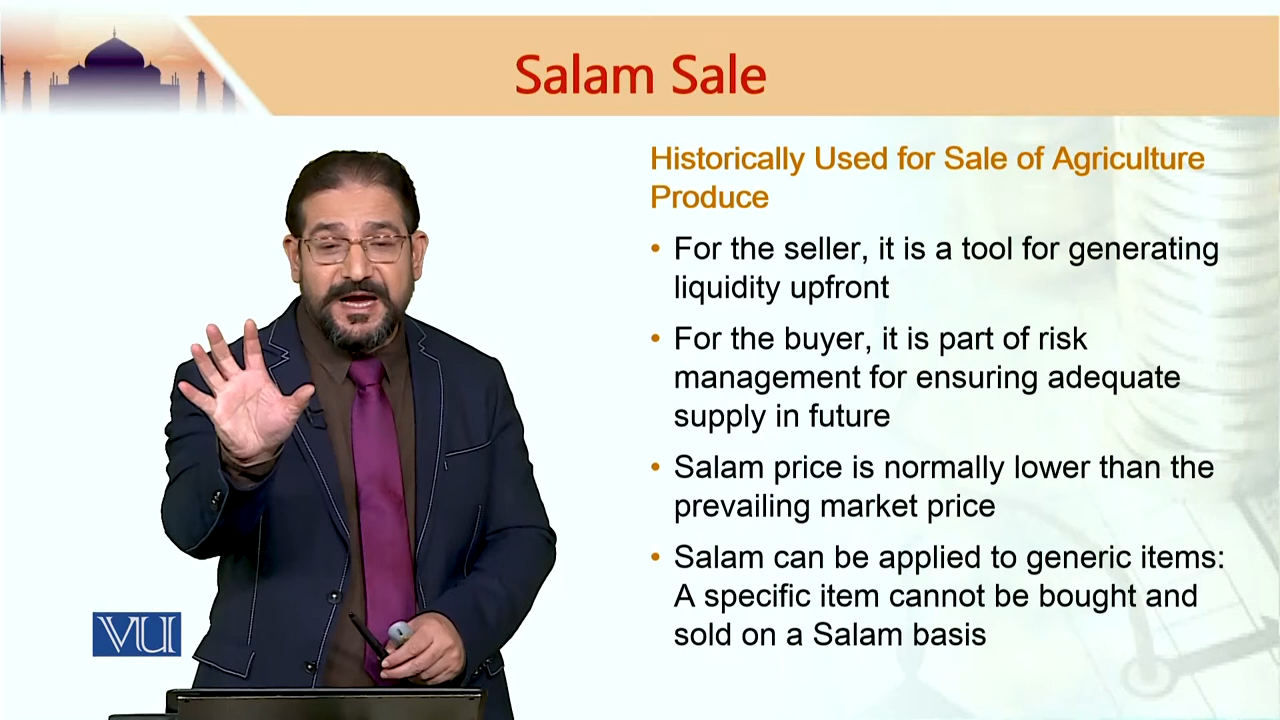 Salam Sale
Historically Used for Sale of Agriculture
Produce
• For the seller, it is a tool for generating
liquidity upfront
• For the buyer, it is part of risk
management for ensuring adequate
supply in future
• Salam price is normally lower than the
prevailing market price
• Salam can be applied to generic items:
A specific item cannot be bought and
sold on a Salam basis
VU